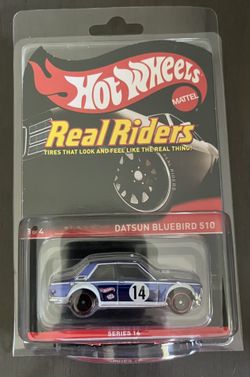 HOT WHEELS
MATTEL
Real Riders
TIRES THAT LOOK AND FEEL LIKE THE REAL THING!
DATSUN BLUEBIRD 510
14
SERIES 14